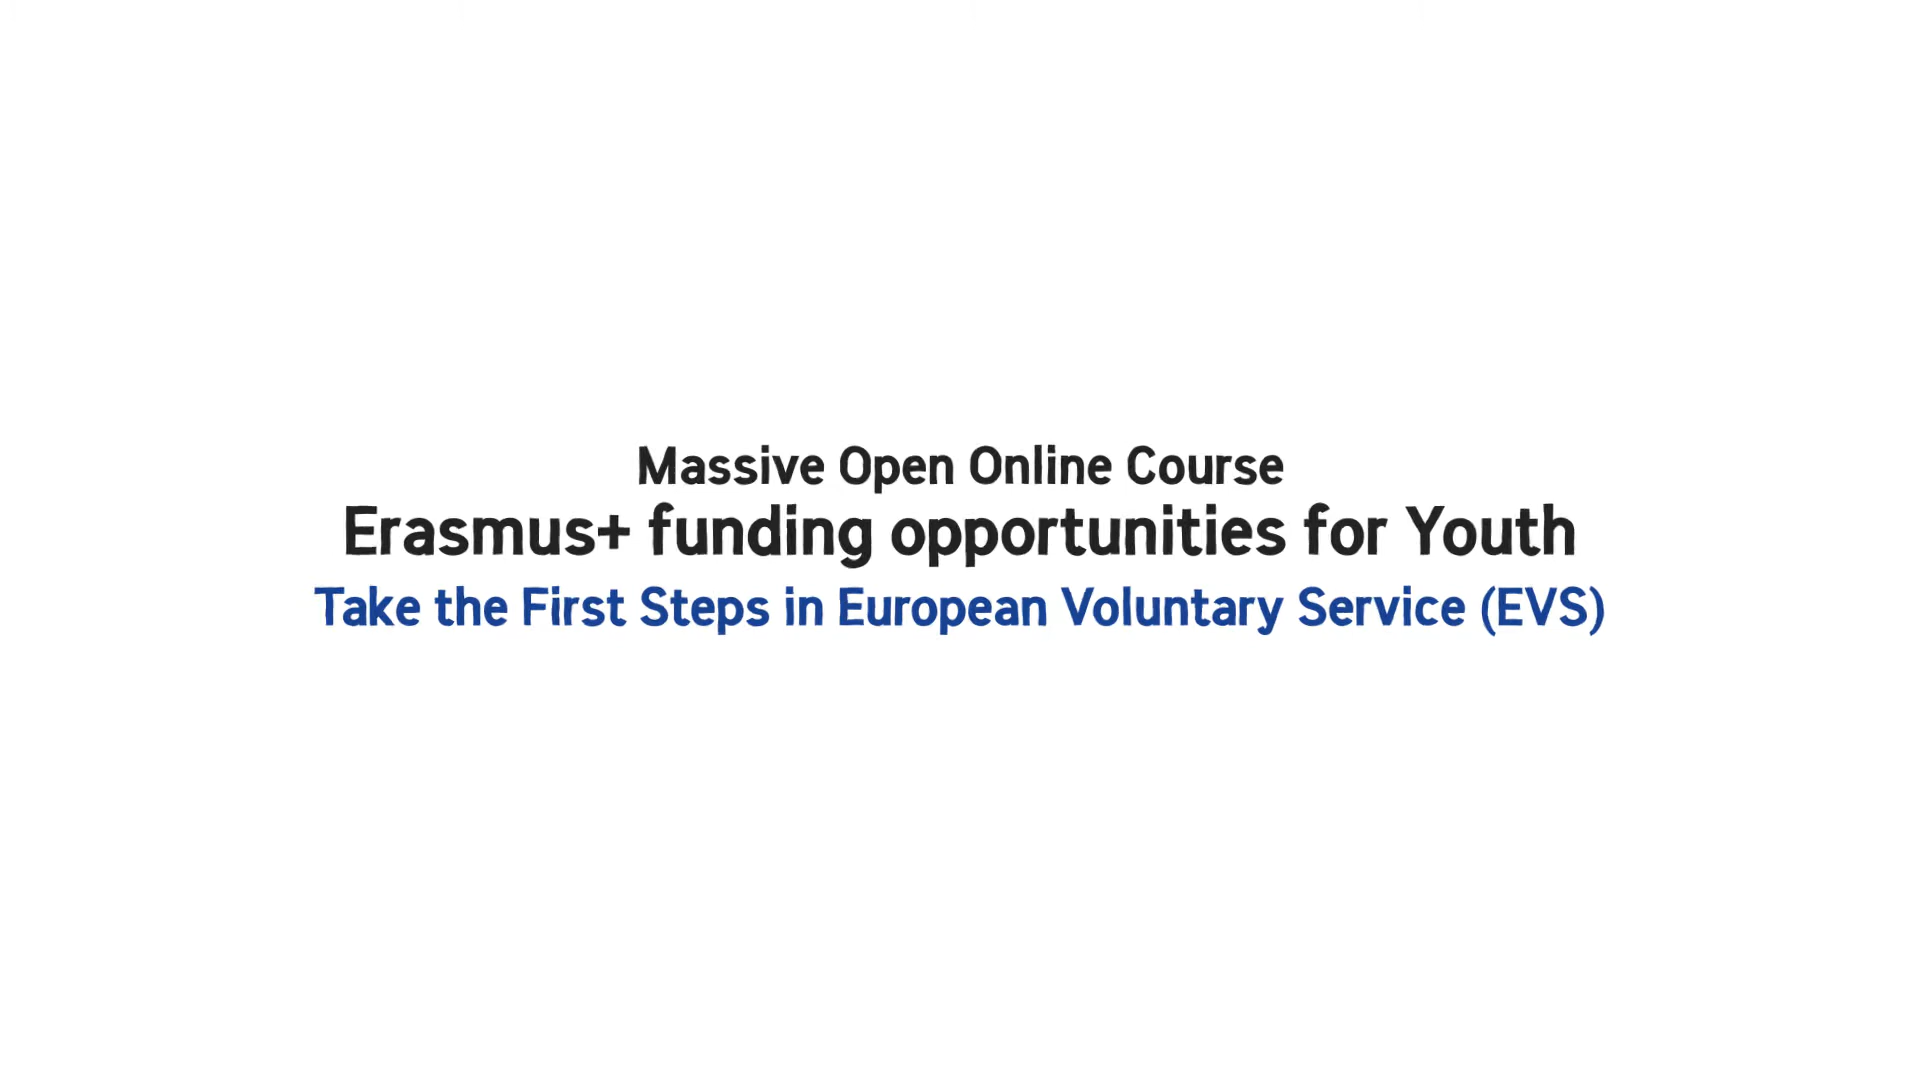 Massive Open Online Course
Erasmus+ funding opportunities for Youth
Take the First Steps in European Voluntary Service (EVS)